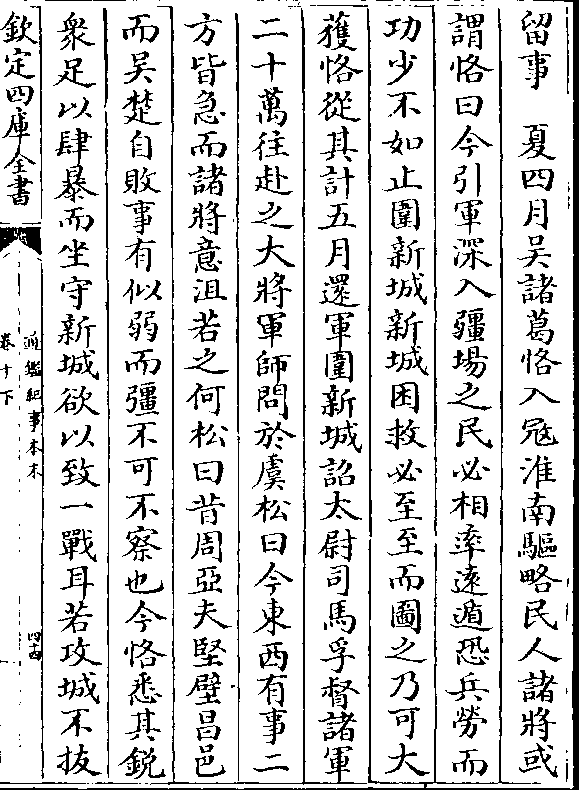 留事　夏四月吳諸葛恪入寇淮南驅略民人諸將或
謂恪曰今引軍深入疆埸之民必相率遠遁恐兵勞而
功少不如止圍新城新城困救必至至而圖之乃可大
獲恪從其計五月還軍圍新城詔太尉司馬孚督諸軍
二十萬往赴之大將軍師問於虞松曰今東西有事二
方皆急而諸將意沮若之何松曰昔周亞夫堅壁昌邑
而吳楚自敗事有似弱而彊不可不察也今恪悉其銳
衆足以肆暴而坐守新城欲以致一戰耳若攻城不拔
欽定四庫全書
通鑑紀事本末
卷十下
四十四